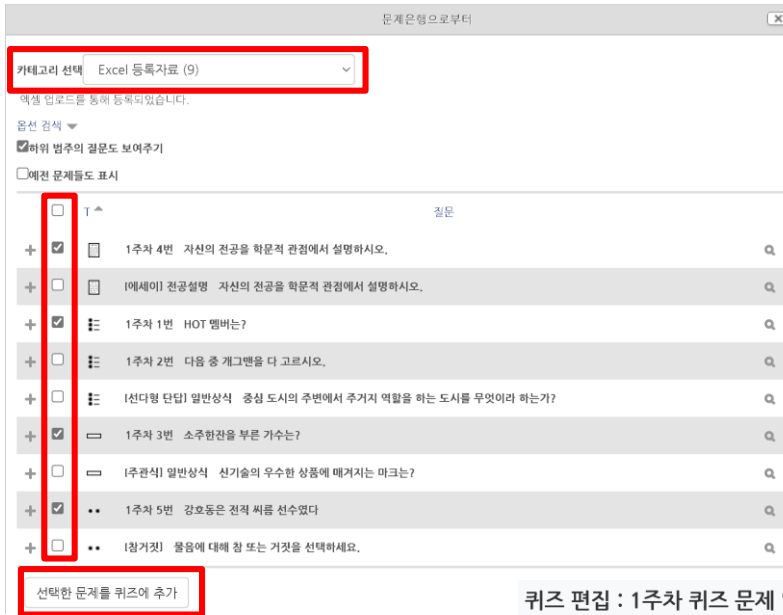 문제은행으로부터
카테고리 선택 Excel 등록자료 (9)
엑셀 업로드를 통해 등록되었습니다.
옵션 검색
하위 범주의 질문도 보여주기
예전 문제들도 표시
T 질문
1주차 4번 자신의 전공을 학문적 관점에서 설명하시오.
[에세이] 전공설명 자신의 전공을 학문적 관점에서 설명하시오.
1주차 1번 HOT 멤버는?
1주차 2번 다음 중 개그맨을 다 고르시오.
[선다형 단답] 일반상식 중심 도시의 주변에서 주거지 역할을 하는 도시를 무엇이라 하는가?
1주차 3번 소주한잔을 부른 가수는?
[주관식] 일반상식 신기술의 우수한 상품에 매겨지는 마크는?
1주차 5번 강호동은 전직 씨름 선수였다
[참거짓] 물음에 대해 참 또는 거짓을 선택하세요.
선택한 문제를 퀴즈에 추가
퀴즈 편집 : 1주차 퀴즈 문제